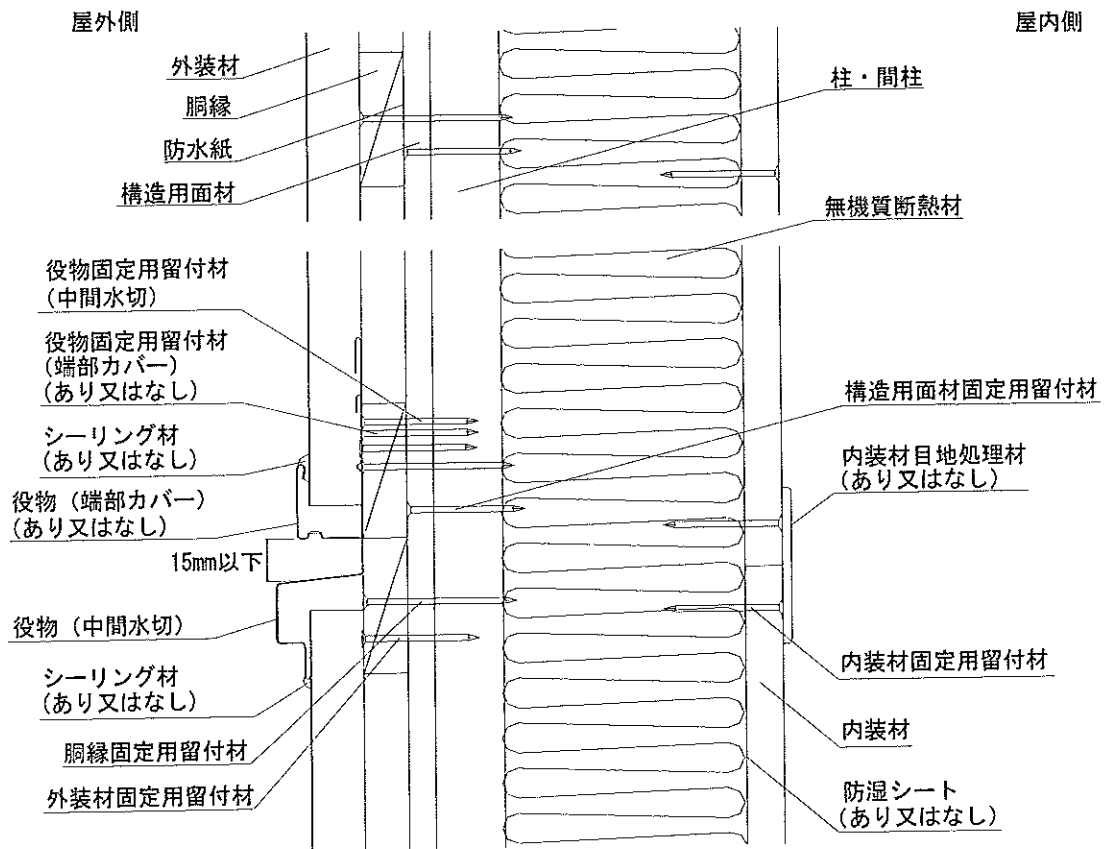 屋外側
屋内側
外装材
胴縁
防水紙
構造用面材
役物固定用留付材
(中間水切)
役物固定用留付材
(端部カバー)
(あり又はなし)
シーリング材
(あり又はなし)
役物(端部カバー)
(あり又はなし)
15mm以下
役物(中間水切)
シーリング材
(あり又はなし)
胴縁固定用留付材
外装材固定用留付材
柱・間柱
無機質断熱材
構造用面材固定用留付材
内装材目地処理材
(あり又はなし)
内装材固定用留付材
内装材
防湿シート
(あり又はなし)